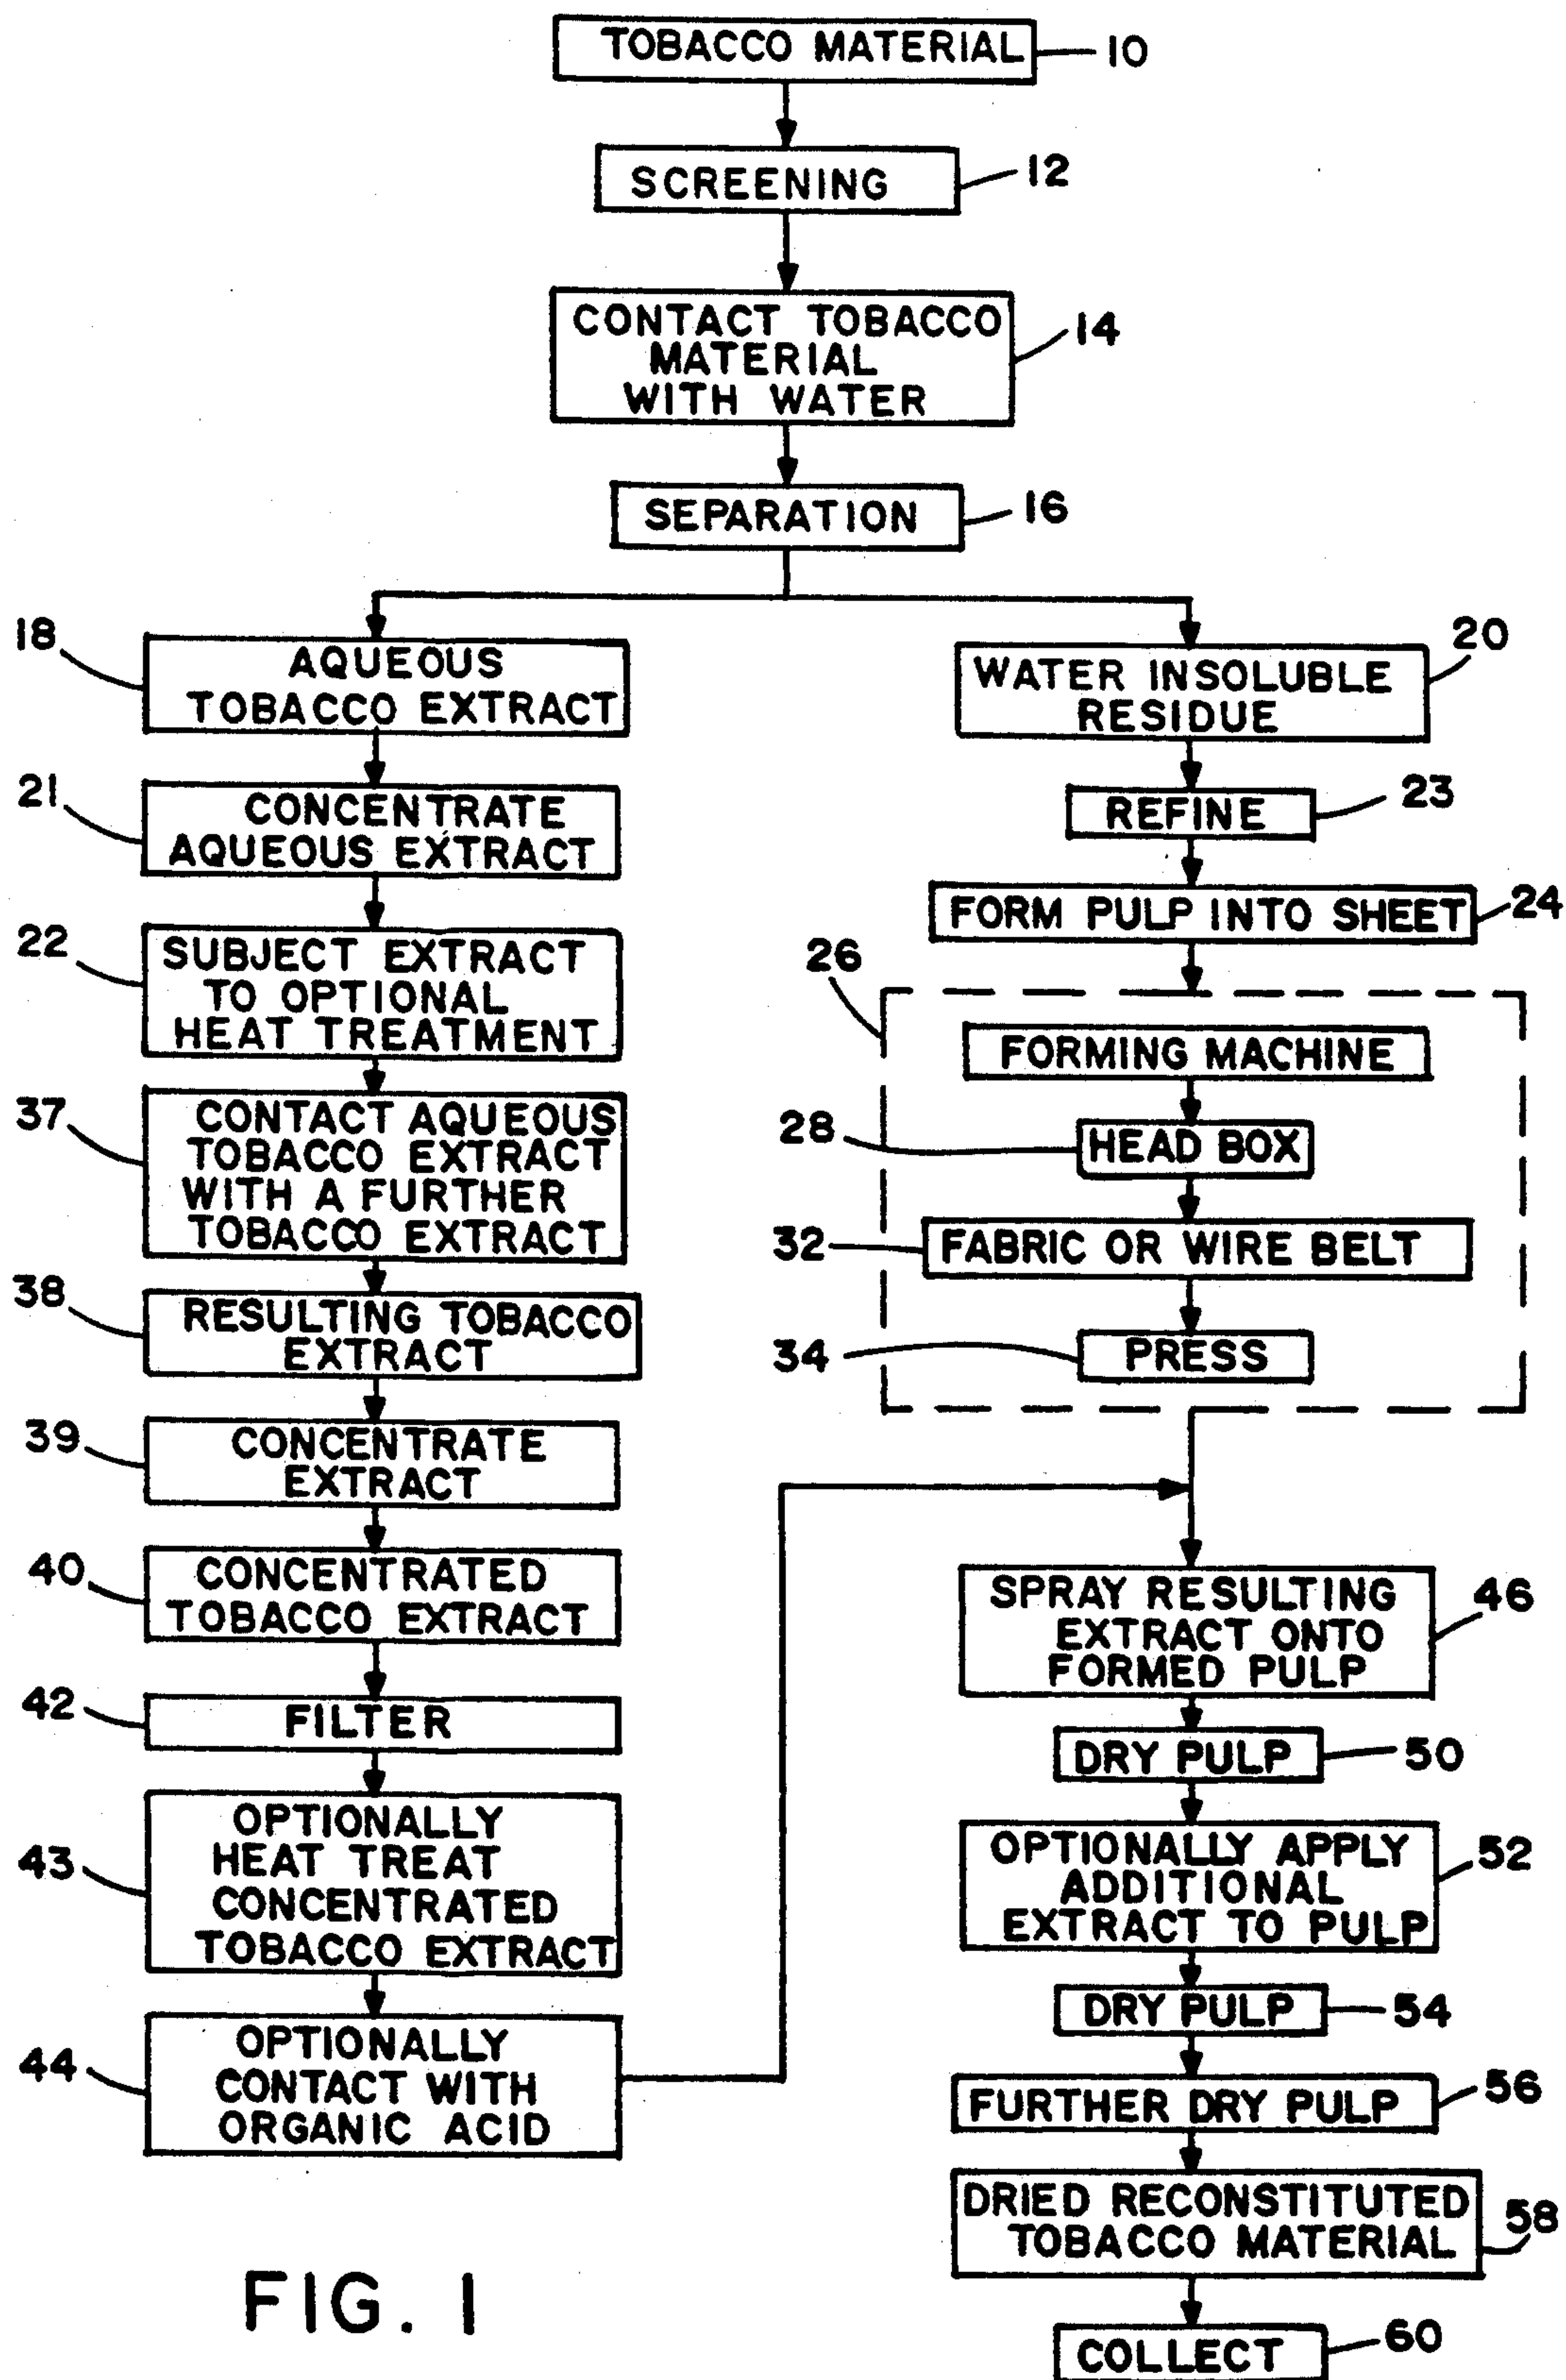 TOBACCO MATERIAL
10
SCREENING
12
CONTACT TOBACCO
MATERIAL
WITH WATER
14
SEPARATION
16
18
AQUEOUS
TOBACCO EXTRACT
21
CONCENTRATE
AQUEOUS EXTRACT
22
SUBJECT EXTRACT
TO OPTIONAL
HEAT TREATMENT
37
CONTACT AQUEOUS
TOBACCO EXTRACT
WITH A FURTHER
TOBACCO EXTRACT
38
RESULTING TOBACCO
EXTRACT
39
CONCENTRATE
EXTRACT
40
CONCENTRATED
TOBACCO EXTRACT
42
FILTER
43
OPTIONALLY
HEAT TREAT
CONCENTRATED
TOBACCO EXTRACT
44
OPTIONALLY
CONTACT WITH
ORGANIC ACID
WATER INSOLUBLE
RESIDUE
20
REFINE
23
FORM PULP INTO SHEET
24
26
FORMING MACHINE
28
HEAD BOX
32
FABRIC OR WIRE BELT
34
PRESS
SPRAY RESULTING
EXTRACT ONTO
FORMED PULP
46
DRY PULP
50
OPTIONALLY APPLY
ADDITIONAL
EXTRACT TO PULP
52
DRY PULP
54
FURTHER DRY PULP
56
DRIED RECONSTITUTED
TOBACCO MATERIAL
58
COLLECT
60
FIG. 1